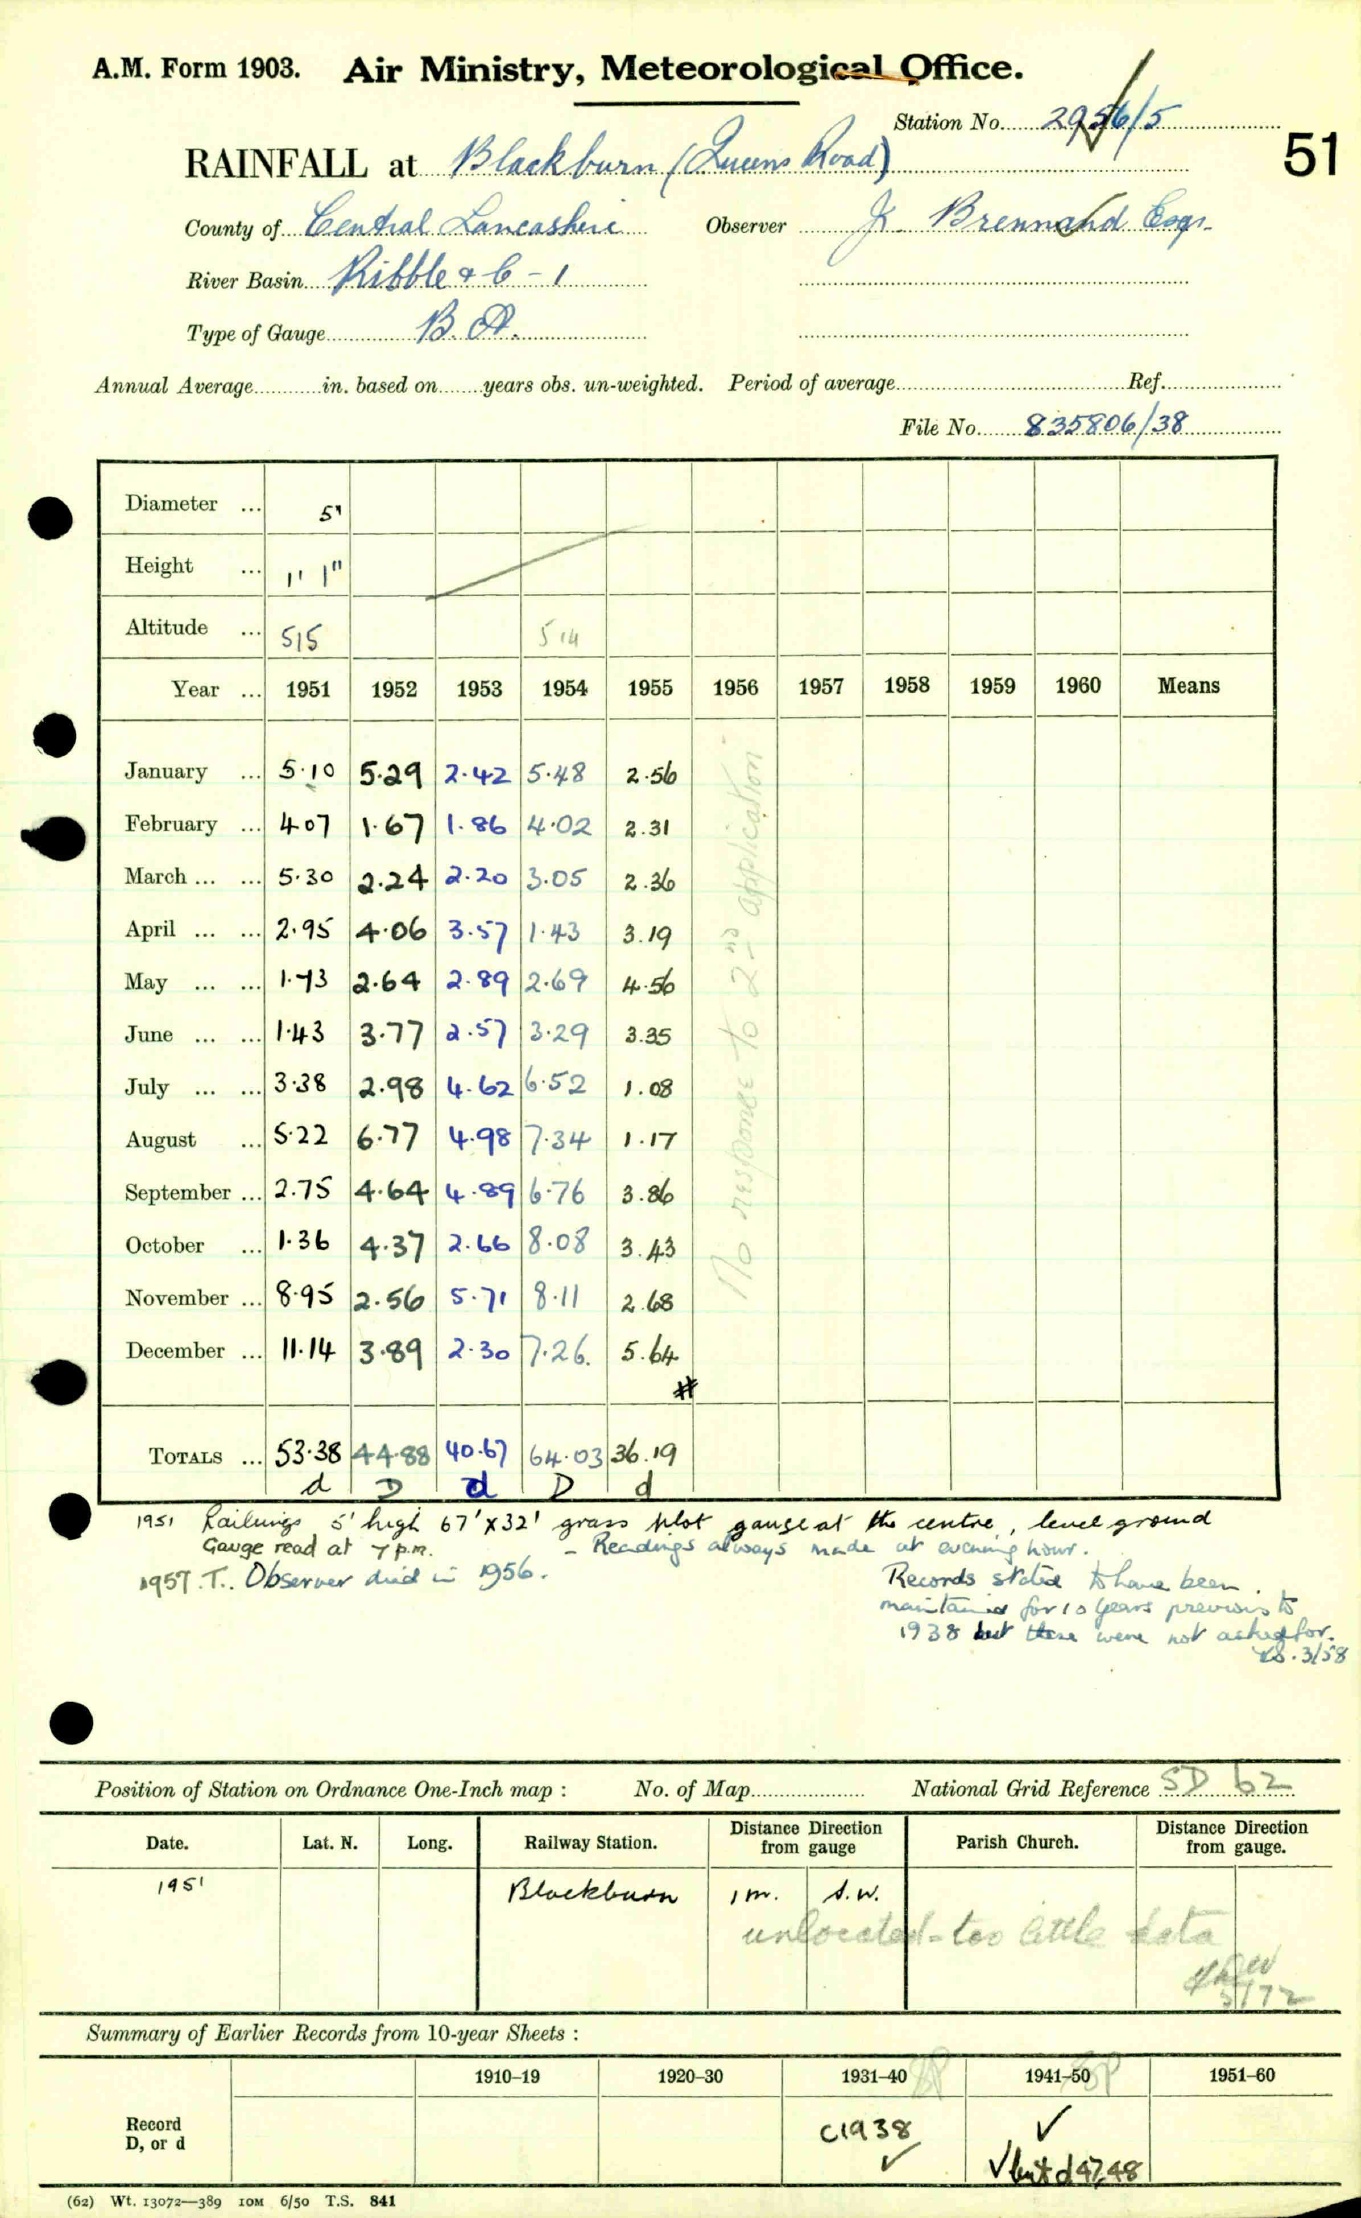 A.M. Form 1903. Air Ministry, Meteorological Office.
Station No. 2956/5
51
RAINFALL at Blackburn (Queens Road)
County of Central Lancashire Observer J. Brennand Esqr.
River Basin Ribble & C - 1
Type of Gauge B.A.
Annual Average in. based on years obs. un-weighted. Period of average Ref.
File No. 835806/38
Diameter ... 5"
Height ... 1' 1"
Altitude ... 515 514
Year ... 1951 1952 1953 1954 1955 1956 1957 1958 1959 1960 Means
January ... 5.10 5.29 2.42 5.48 2.56
February ... 4.07 1.67 1.86 4.02 2.31
March ... ... 5.30 2.24 2.20 3.05 2.36
April ... ... 2.95 4.06 3.57 1.43 3.19
May ... ... 1.73 2.64 2.89 2.69 4.56
June ... ... 1.43 3.77 2.57 3.29 3.35
July ... ... 3.38 2.98 4.62 6.52 1.08
August ... 5.22 6.77 4.98 7.34 1.17
September ... 2.75 4.64 4.89 6.76 3.86
October ... 1.36 4.37 2.66 8.08 3.43
November ... 8.95 2.56 5.71 8.11 2.68
December ... 11.14 3.89 2.30 7.26. 5.64
#
No response to 2nd application
TOTALS ... 53.38 44.88 40.67 64.03 36.19
d D d D d
1951 Railings 5' high 67' x 32' grass plot gauge at the centre, level ground
Gauge read at 7 p.m. - Readings always made at evening hour.
1957. T. Observer died in 1956.
Records stated to have been
maintained for 10 years previous to
1938 but these were not asked for.
3/58
Position of Station on Ordnance One-Inch map : No. of Map National Grid Reference SD 62
Date. Lat. N. Long. Railway Station. Distance Direction from gauge Parish Church. Distance Direction from gauge.
1951 Blackburn 1 m. S.W.
unlocated - too little data
5/72
Summary of Earlier Records from 10-year Sheets :
1910–19 1920–30 1931–40 1941–50 1951–60
Record
D, or d
C1938 ✓
✓
✓ but d 47,48
(62) Wt. 13072—389 10M 6/50 T.S. 841